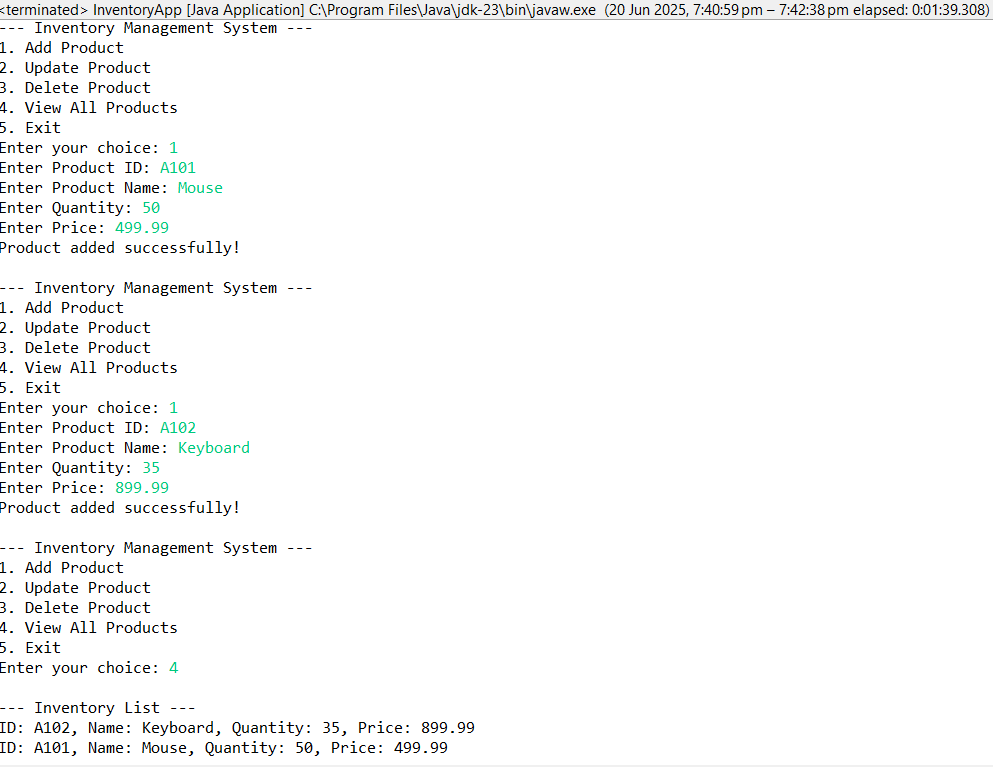 <terminated> InventoryApp [Java Application] C:\Program Files\Java\jdk-23\bin\javaw.exe (20 Jun 2025, 7:40:59 pm – 7:42:38 pm elapsed: 0:01:39.308)
--- Inventory Management System ---
1. Add Product
2. Update Product
3. Delete Product
4. View All Products
5. Exit
Enter your choice: 1
Enter Product ID: A101
Enter Product Name: Mouse
Enter Quantity: 50
Enter Price: 499.99
Product added successfully!

--- Inventory Management System ---
1. Add Product
2. Update Product
3. Delete Product
4. View All Products
5. Exit
Enter your choice: 1
Enter Product ID: A102
Enter Product Name: Keyboard
Enter Quantity: 35
Enter Price: 899.99
Product added successfully!

--- Inventory Management System ---
1. Add Product
2. Update Product
3. Delete Product
4. View All Products
5. Exit
Enter your choice: 4

--- Inventory List ---
ID: A102, Name: Keyboard, Quantity: 35, Price: 899.99
ID: A101, Name: Mouse, Quantity: 50, Price: 499.99